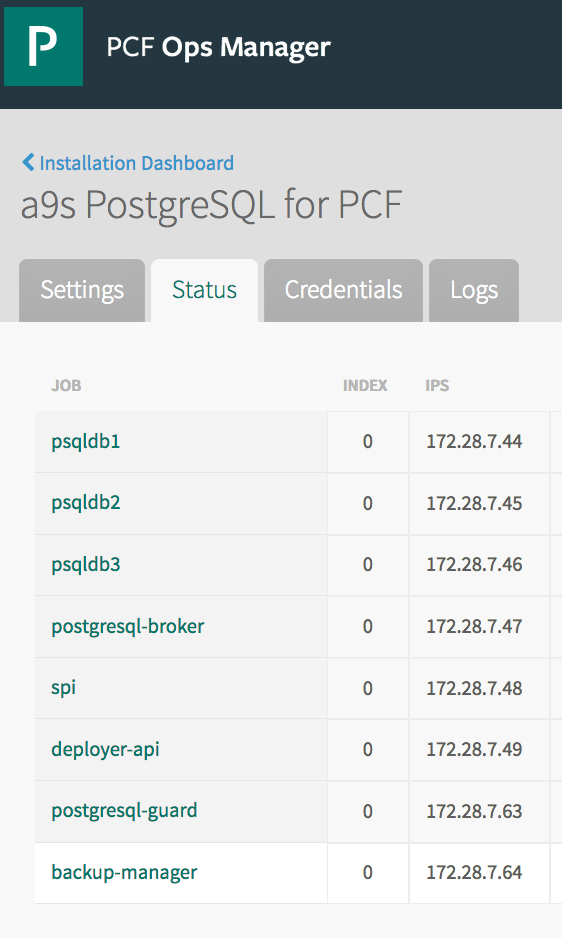 P
PCF Ops Manager
Installation Dashboard
a9s PostgreSQL for PCF
Settings Status Credentials Logs
JOB INDEX IPS
psqldb1 0 172.28.7.44
psqldb2 0 172.28.7.45
psqldb3 0 172.28.7.46
postgresql-broker 0 172.28.7.47
spi 0 172.28.7.48
deployer-api 0 172.28.7.49
postgresql-guard 0 172.28.7.63
backup-manager 0 172.28.7.64